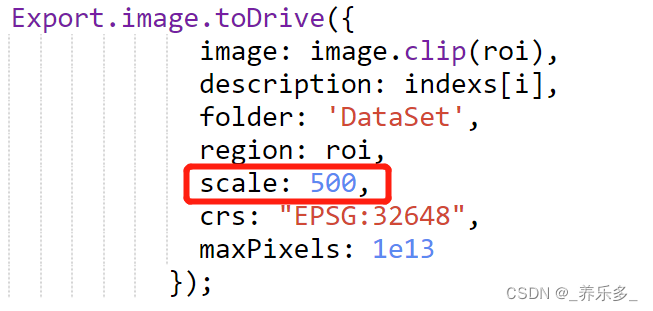 Export.image.toDrive({
image: image.clip(roi),
description: indexs[i],
folder: 'DataSet',
region: roi,
scale: 500,
crs: "EPSG:32648",
maxPixels: 1e13
});
CSDN @_养乐多_